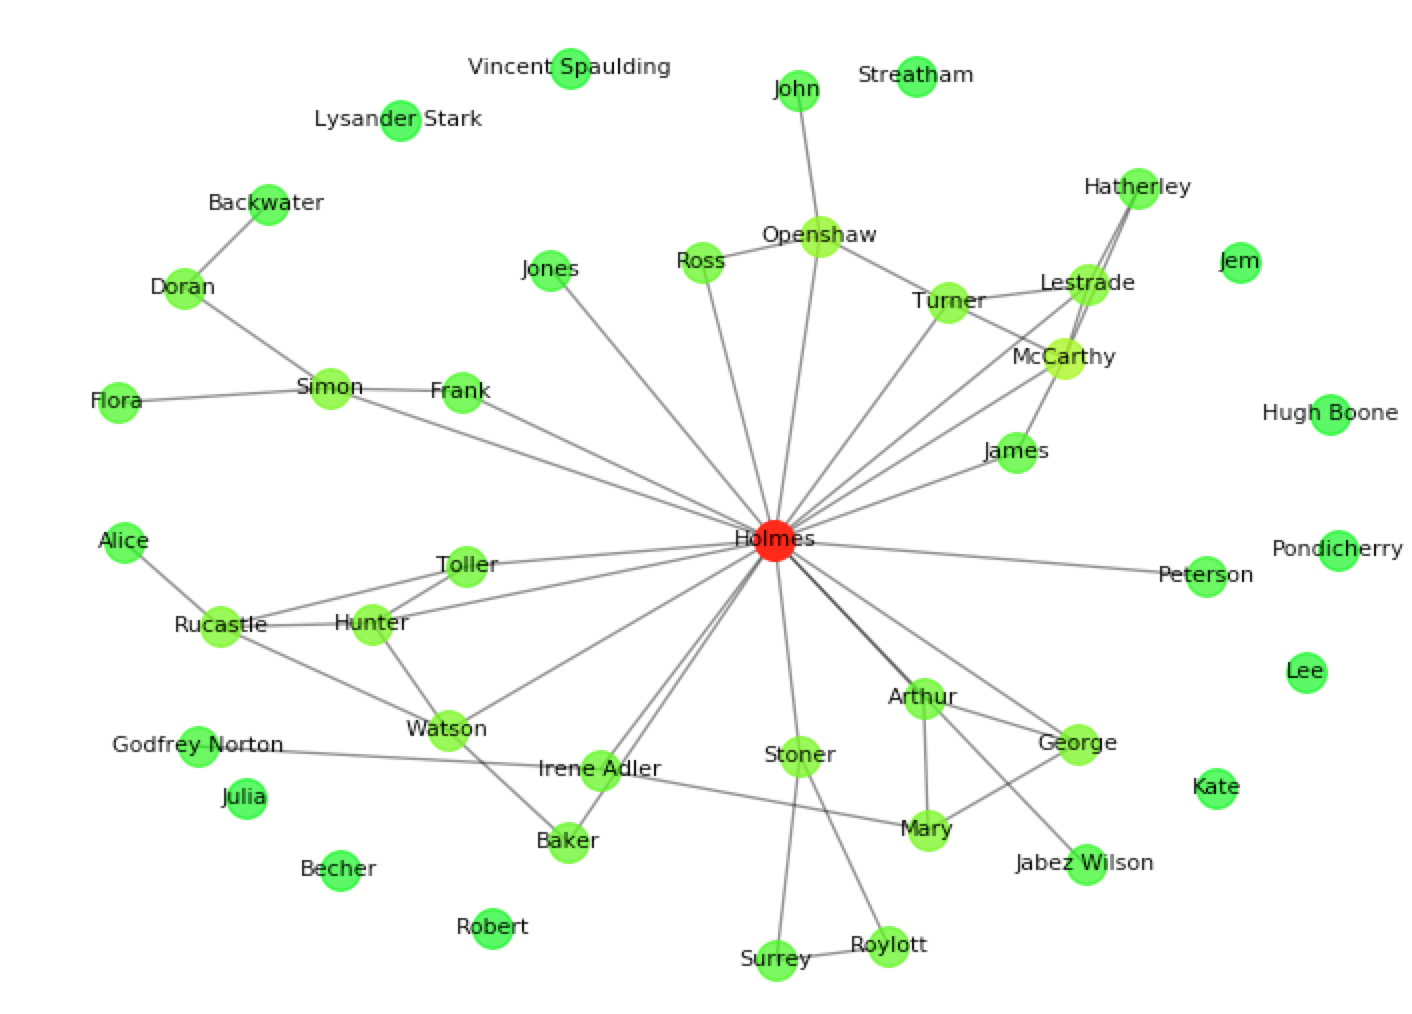 Vincent Spaulding
Streatham
John
Lysander Stark
Hatherley
Backwater
Openshaw
Ross
Jem
Jones
Lestrade
Doran
Turner
McCarthy
Simon
Frank
Flora
Hugh Boone
James
Holmes
Alice
Pondicherry
Toller
Peterson
Rucastle
Hunter
Lee
Arthur
Watson
George
Godfrey Norton
Stoner
Irene Adler
Kate
Julia
Mary
Baker
Jabez Wilson
Becher
Robert
Roylott
Surrey